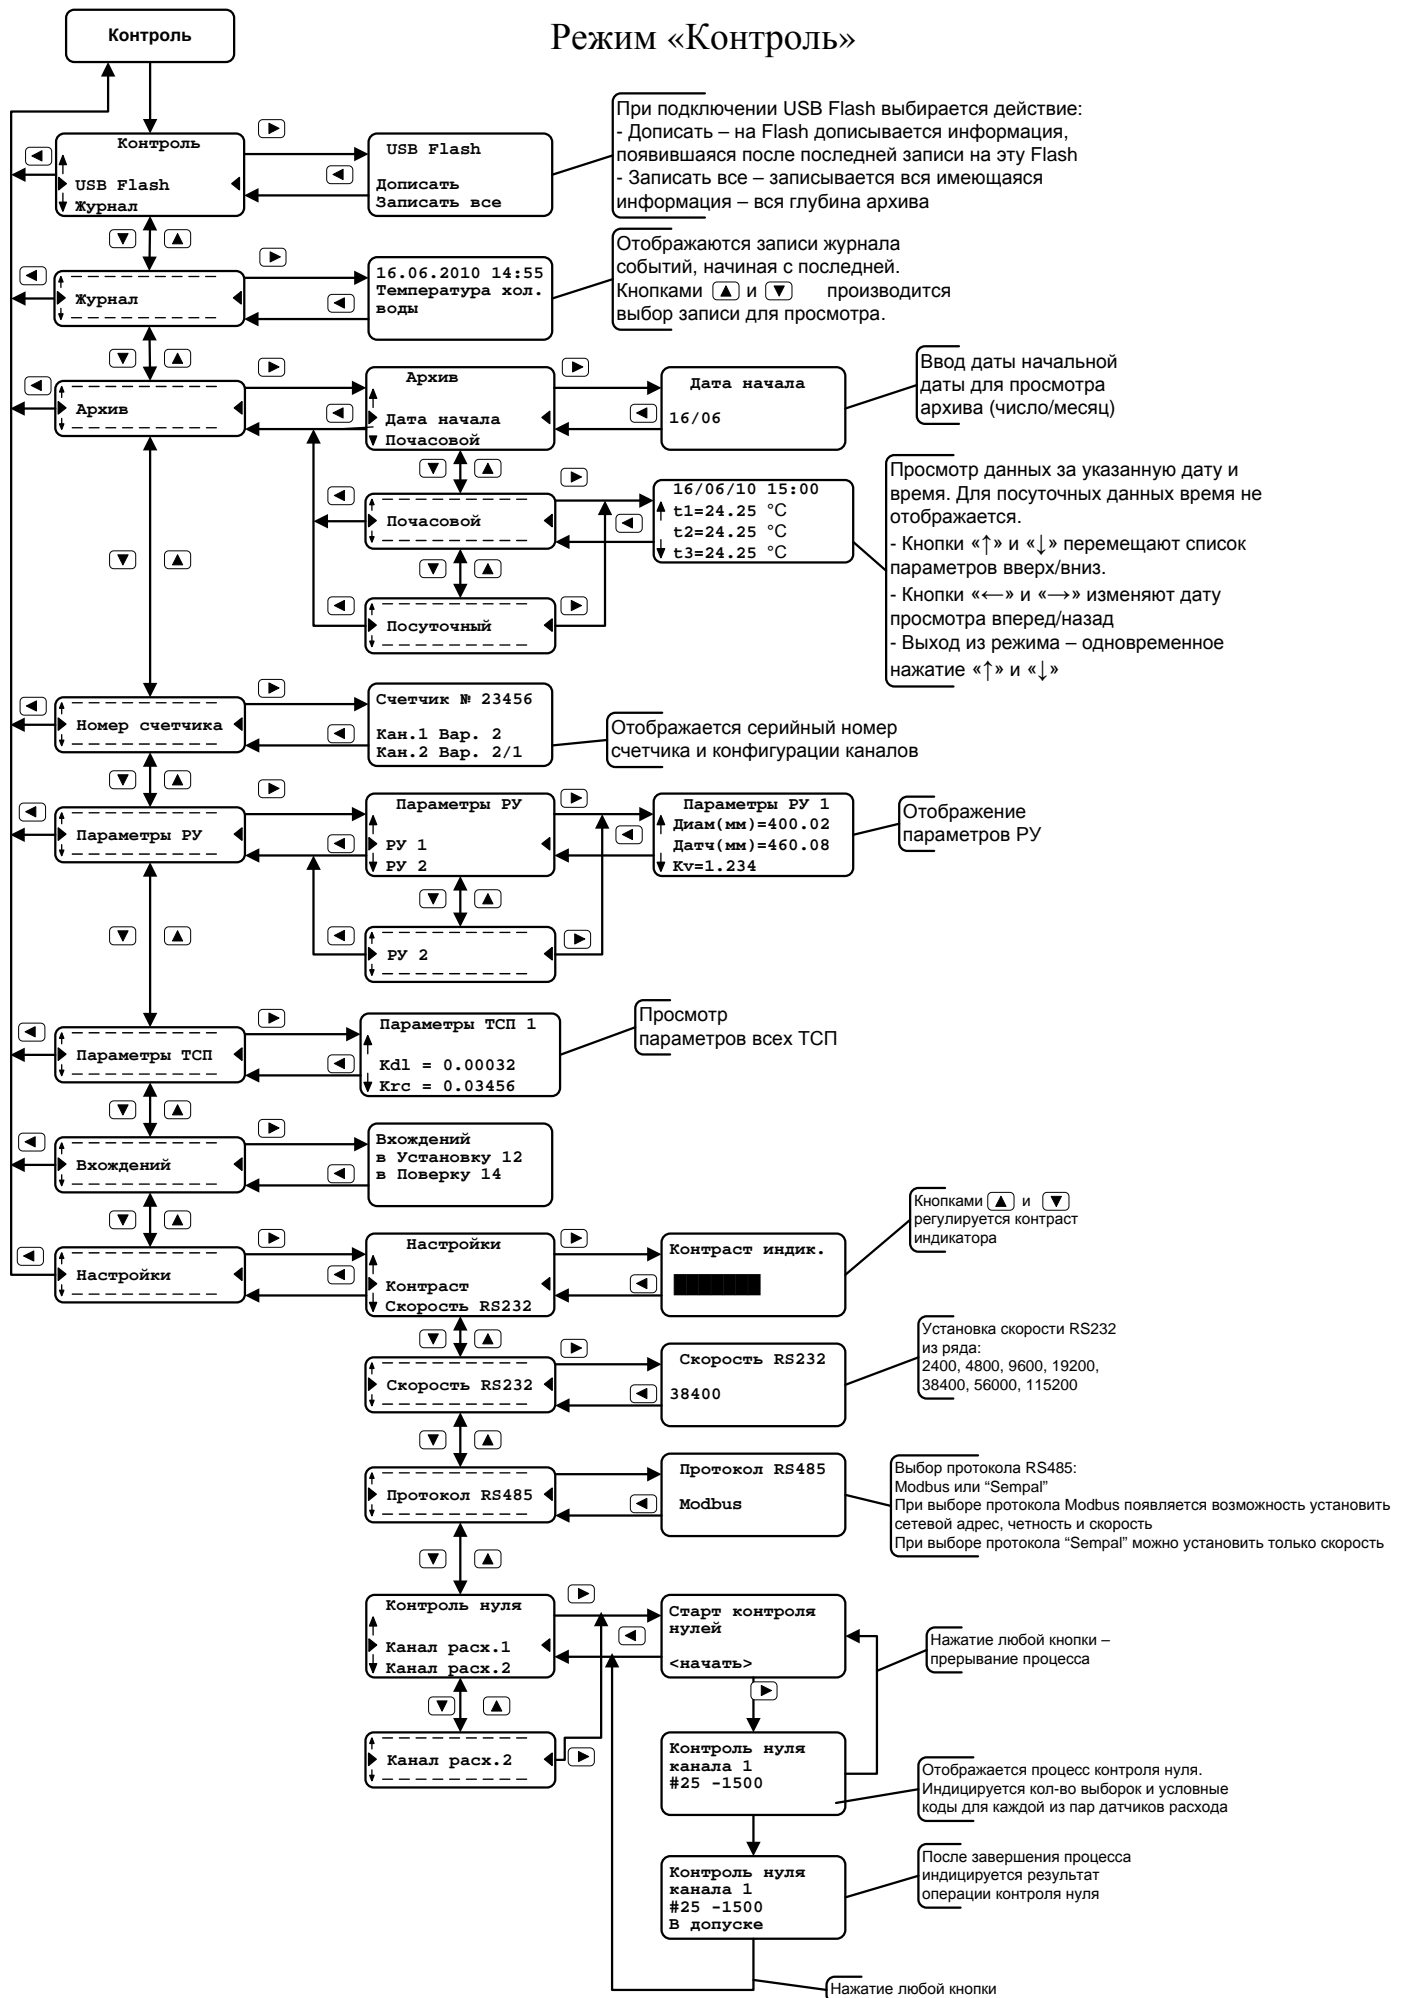 Контроль
Режим «Контроль»
При подключении USB Flash выбирается действие:
- Дописать – на Flash дописывается информация,
появившаяся после последней записи на эту Flash
- Записать все – записывается вся имеющаяся
информация – вся глубина архива
Контроль
USB Flash
Журнал
USB Flash
Дописать
Записать все
Журнал
16.06.2010 14:55
Температура хол.
воды
Отображаются записи журнала
событий, начиная с последней.
Кнопками ▲ и ▼ производится
выбор записи для просмотра.
Архив
Архив
Дата начала
Почасовой
Дата начала
16/06
Ввод даты начальной
даты для просмотра
архива (число/месяц)
Почасовой
16/06/10 15:00
t1=24.25 °C
t2=24.25 °C
t3=24.25 °C
Просмотр данных за указанную дату и
время. Для посуточных данных время не
отображается.
- Кнопки «↑» и «↓» перемещают список
параметров вверх/вниз.
- Кнопки «←» и «→» изменяют дату
просмотра вперед/назад
- Выход из режима – одновременное
нажатие «↑» и «↓»
Посуточный
Номер счетчика
Счетчик № 23456
Кан.1 Вар. 2
Кан.2 Вар. 2/1
Отображается серийный номер
счетчика и конфигурации каналов
Параметры РУ
Параметры РУ
РУ 1
РУ 2
Параметры РУ 1
Диам(мм)=400.02
Датч(мм)=460.08
Kv=1.234
Отображение
параметров РУ
РУ 2
Параметры ТСП
Параметры ТСП 1
Kdl = 0.00032
Krc = 0.03456
Просмотр
параметров всех ТСП
Вхождений
Вхождений
в Установку 12
в Поверку 14
Настройки
Настройки
Контраст
Скорость RS232
Контраст индик.
Кнопками ▲ и ▼
регулируется контраст
индикатора
Скорость RS232
Скорость RS232
38400
Установка скорости RS232
из ряда:
2400, 4800, 9600, 19200,
38400, 56000, 115200
Протокол RS485
Протокол RS485
Modbus
Выбор протокола RS485:
Modbus или “Sempal”
При выборе протокола Modbus появляется возможность установить
сетевой адрес, четность и скорость
При выборе протокола “Sempal” можно установить только скорость
Контроль нуля
Канал расх.1
Канал расх.2
Старт контроля
нулей
<начать>
Нажатие любой кнопки –
прерывание процесса
Канал расх.2
Контроль нуля
канала 1
#25 -1500
Отображается процесс контроля нуля.
Индицируется кол-во выборок и условные
коды для каждой из пар датчиков расхода
Контроль нуля
канала 1
#25 -1500
В допуске
После завершения процесса
индицируется результат
операции контроля нуля
Нажатие любой кнопки